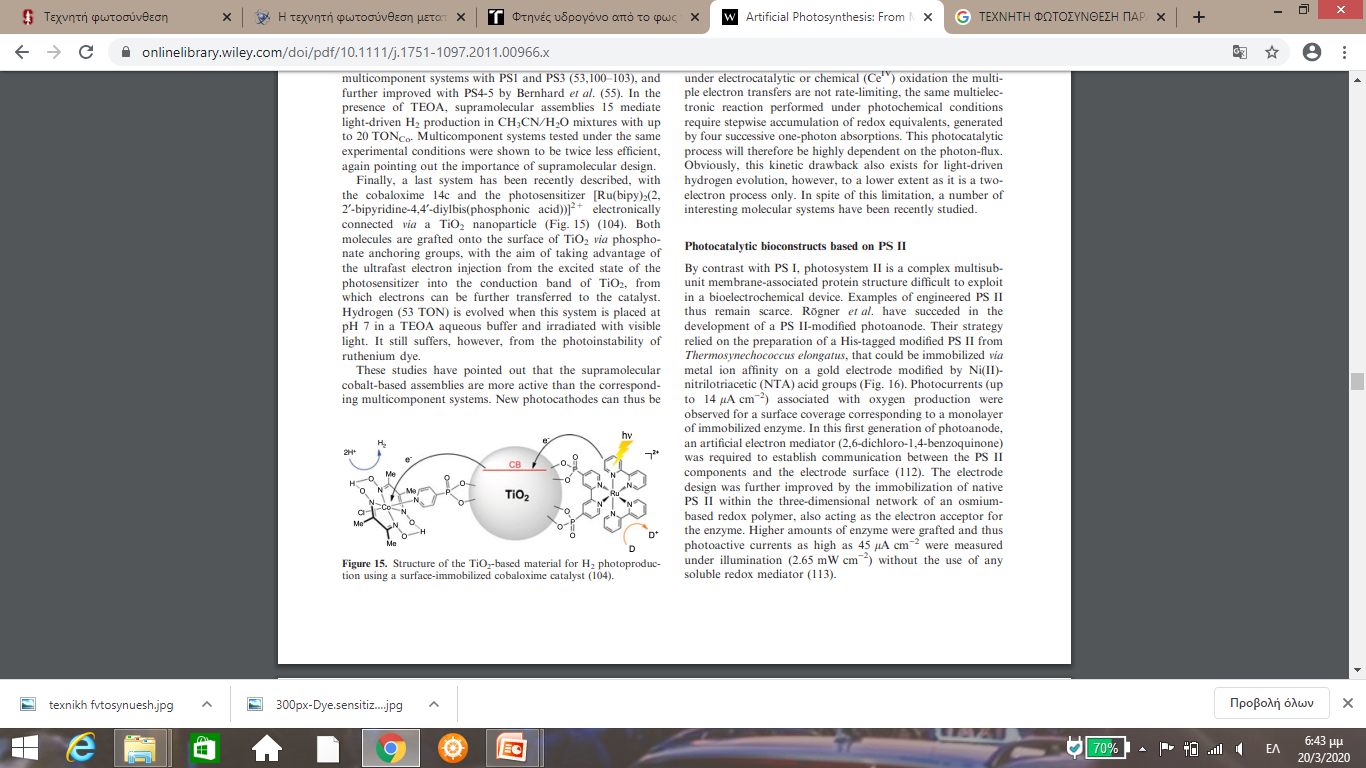 Τεχνητή φωτοσύνθεση
Η τεχνητή φωτοσύνθεση μετατ
Φτηνές υδρογόνο από το φως
W Artificial Photosynthesis: From M
ΤΕΧΝΗΤΗ ΦΩΤΟΣΥΝΘΕΣΗ ΠΑΡ
onlinelibrary.wiley.com/doi/pdf/10.1111/j.1751-1097.2011.00966.x
multicomponent systems with PS1 and PS3 (53,100–103), and
further improved with PS4-5 by Bernhard et al. (55). In the
presence of TEOA, supramolecular assemblies 15 mediate
light-driven H₂ production in CH₃CN/H₂O mixtures with up
to 20 TON_Co. Multicomponent systems tested under the same
experimental conditions were shown to be twice less efficient,
again pointing out the importance of supramolecular design.
Finally, a last system has been recently described, with
the cobaloxime 14c and the photosensitizer [Ru(bipy)₂(2,
2′-bipyridine-4,4′-diylbis(phosphonic acid))]²⁺ electronically
connected via a TiO₂ nanoparticle (Fig. 15) (104). Both
molecules are grafted onto the surface of TiO₂ via phospho-
nate anchoring groups, with the aim of taking advantage of
the ultrafast electron injection from the excited state of the
photosensitizer into the conduction band of TiO₂, from
which electrons can be further transferred to the catalyst.
Hydrogen (53 TON) is evolved when this system is placed at
pH 7 in a TEOA aqueous buffer and irradiated with visible
light. It still suffers, however, from the photoinstability of
ruthenium dye.
These studies have pointed out that the supramolecular
cobalt-based assemblies are more active than the correspond-
ing multicomponent systems. New photocathodes can thus be
2H⁺
H₂
e⁻
CB
TiO₂
e⁻
hν
2+
Me
Me
Me
Me
Cl
Co
N
N
N
N
N
O
O
O
O
H
H
P
O
O
O
P
O
O
O
P
O
O
O
N
N
N
N
N
N
Ru
D
D⁺
Figure 15. Structure of the TiO₂-based material for H₂ photoproduc-
tion using a surface-immobilized cobaloxime catalyst (104).
under electrocatalytic or chemical (Ce^IV) oxidation the multi-
ple electron transfers are not rate-limiting, the same multielec-
tronic reaction performed under photochemical conditions
require stepwise accumulation of redox equivalents, generated
by four successive one-photon absorptions. This photocatalytic
process will therefore be highly dependent on the photon-flux.
Obviously, this kinetic drawback also exists for light-driven
hydrogen evolution, however, to a lower extent as it is a two-
electron process only. In spite of this limitation, a number of
interesting molecular systems have been recently studied.
Photocatalytic bioconstructs based on PS II
By contrast with PS I, photosystem II is a complex multisub-
unit membrane-associated protein structure difficult to exploit
in a bioelectrochemical device. Examples of engineered PS II
thus remain scarce. Rögner et al. have succeded in the
development of a PS II-modified photoanode. Their strategy
relied on the preparation of a His-tagged modified PS II from
Thermosynechococcus elongatus, that could be immobilized via
metal ion affinity on a gold electrode modified by Ni(II)-
nitrilotriacetic (NTA) acid groups (Fig. 16). Photocurrents (up
to 14 μA cm⁻²) associated with oxygen production were
observed for a surface coverage corresponding to a monolayer
of immobilized enzyme. In this first generation of photoanode,
an artificial electron mediator (2,6-dichloro-1,4-benzoquinone)
was required to establish communication between the PS II
components and the electrode surface (112). The electrode
design was further improved by the immobilization of native
PS II within the three-dimensional network of an osmium-
based redox polymer, also acting as the electron acceptor for
the enzyme. Higher amounts of enzyme were grafted and thus
photoactive currents as high as 45 μA cm⁻² were measured
under illumination (2.65 mW cm⁻²) without the use of any
soluble redox mediator (113).
texnikh fvtosynuesh.jpg
300px-Dye.sensitiz....jpg
Προβολή όλων
70%
ΕΛ
6:43 μμ
20/3/2020